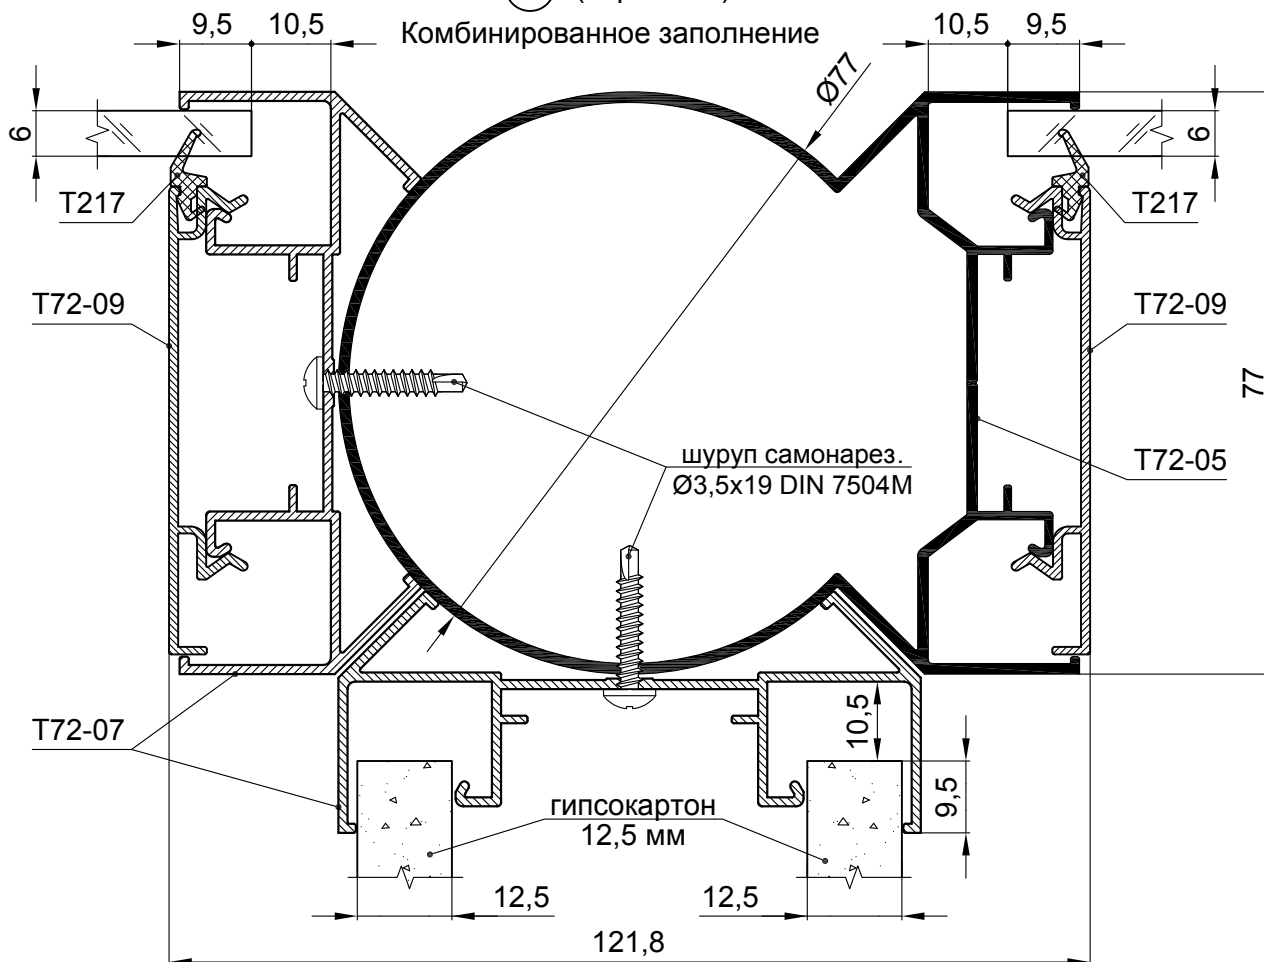 Комбинированное заполнение
9,5
10,5
10,5
9,5
Ø77
6
6
T217
T217
T72-09
T72-09
77
шуруп самонарез.
Ø3,5x19 DIN 7504M
T72-05
T72-07
10,5
9,5
гипсокартон
12,5 мм
12,5
12,5
121,8